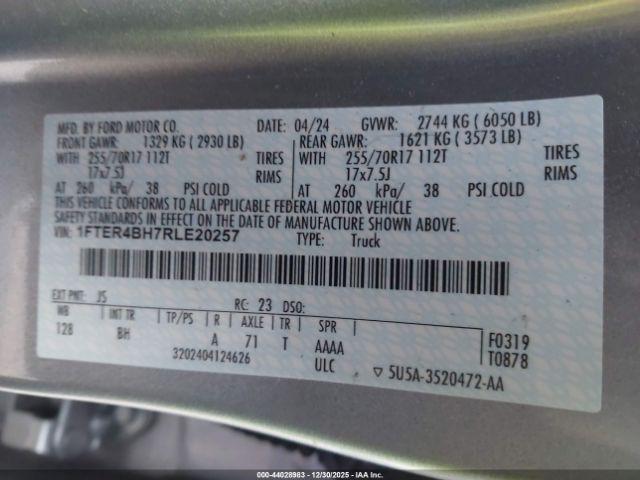 MFD. BY FORD MOTOR CO. DATE: 04/24 GVWR: 2744 KG ( 6050 LB)
FRONT GAWR: 1329 KG ( 2930 LB) REAR GAWR: 1621 KG ( 3573 LB)
WITH 255/70R17 112T TIRES WITH 255/70R17 112T TIRES
17x7.5J RIMS 17x7.5J RIMS
AT 260 kPa/ 38 PSI COLD AT 260 kPa/ 38 PSI COLD
THIS VEHICLE CONFORMS TO ALL APPLICABLE FEDERAL MOTOR VEHICLE
SAFETY STANDARDS IN EFFECT ON THE DATE OF MANUFACTURE SHOWN ABOVE.
VIN: 1FTER4BH7RLE20257 TYPE: Truck
EXT PNT: JS RC: 23 DSO:
WB INT TR TP/PS R AXLE TR SPR
128 BH A 71 T AAAA F0319
3202404124626 ULC T0878
5U5A-3520472-AA
000-44028983 - 12/30/2025 - IAAI.COM